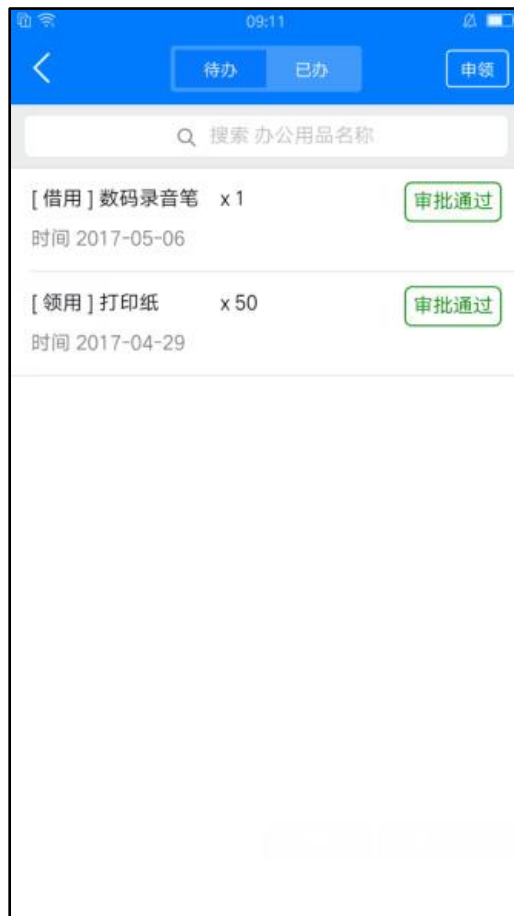 09:11
待办 已办 申领
搜索 办公用品名称
[ 借用 ] 数码录音笔 x 1 审批通过
时间 2017-05-06
[ 领用 ] 打印纸 x 50 审批通过
时间 2017-04-29